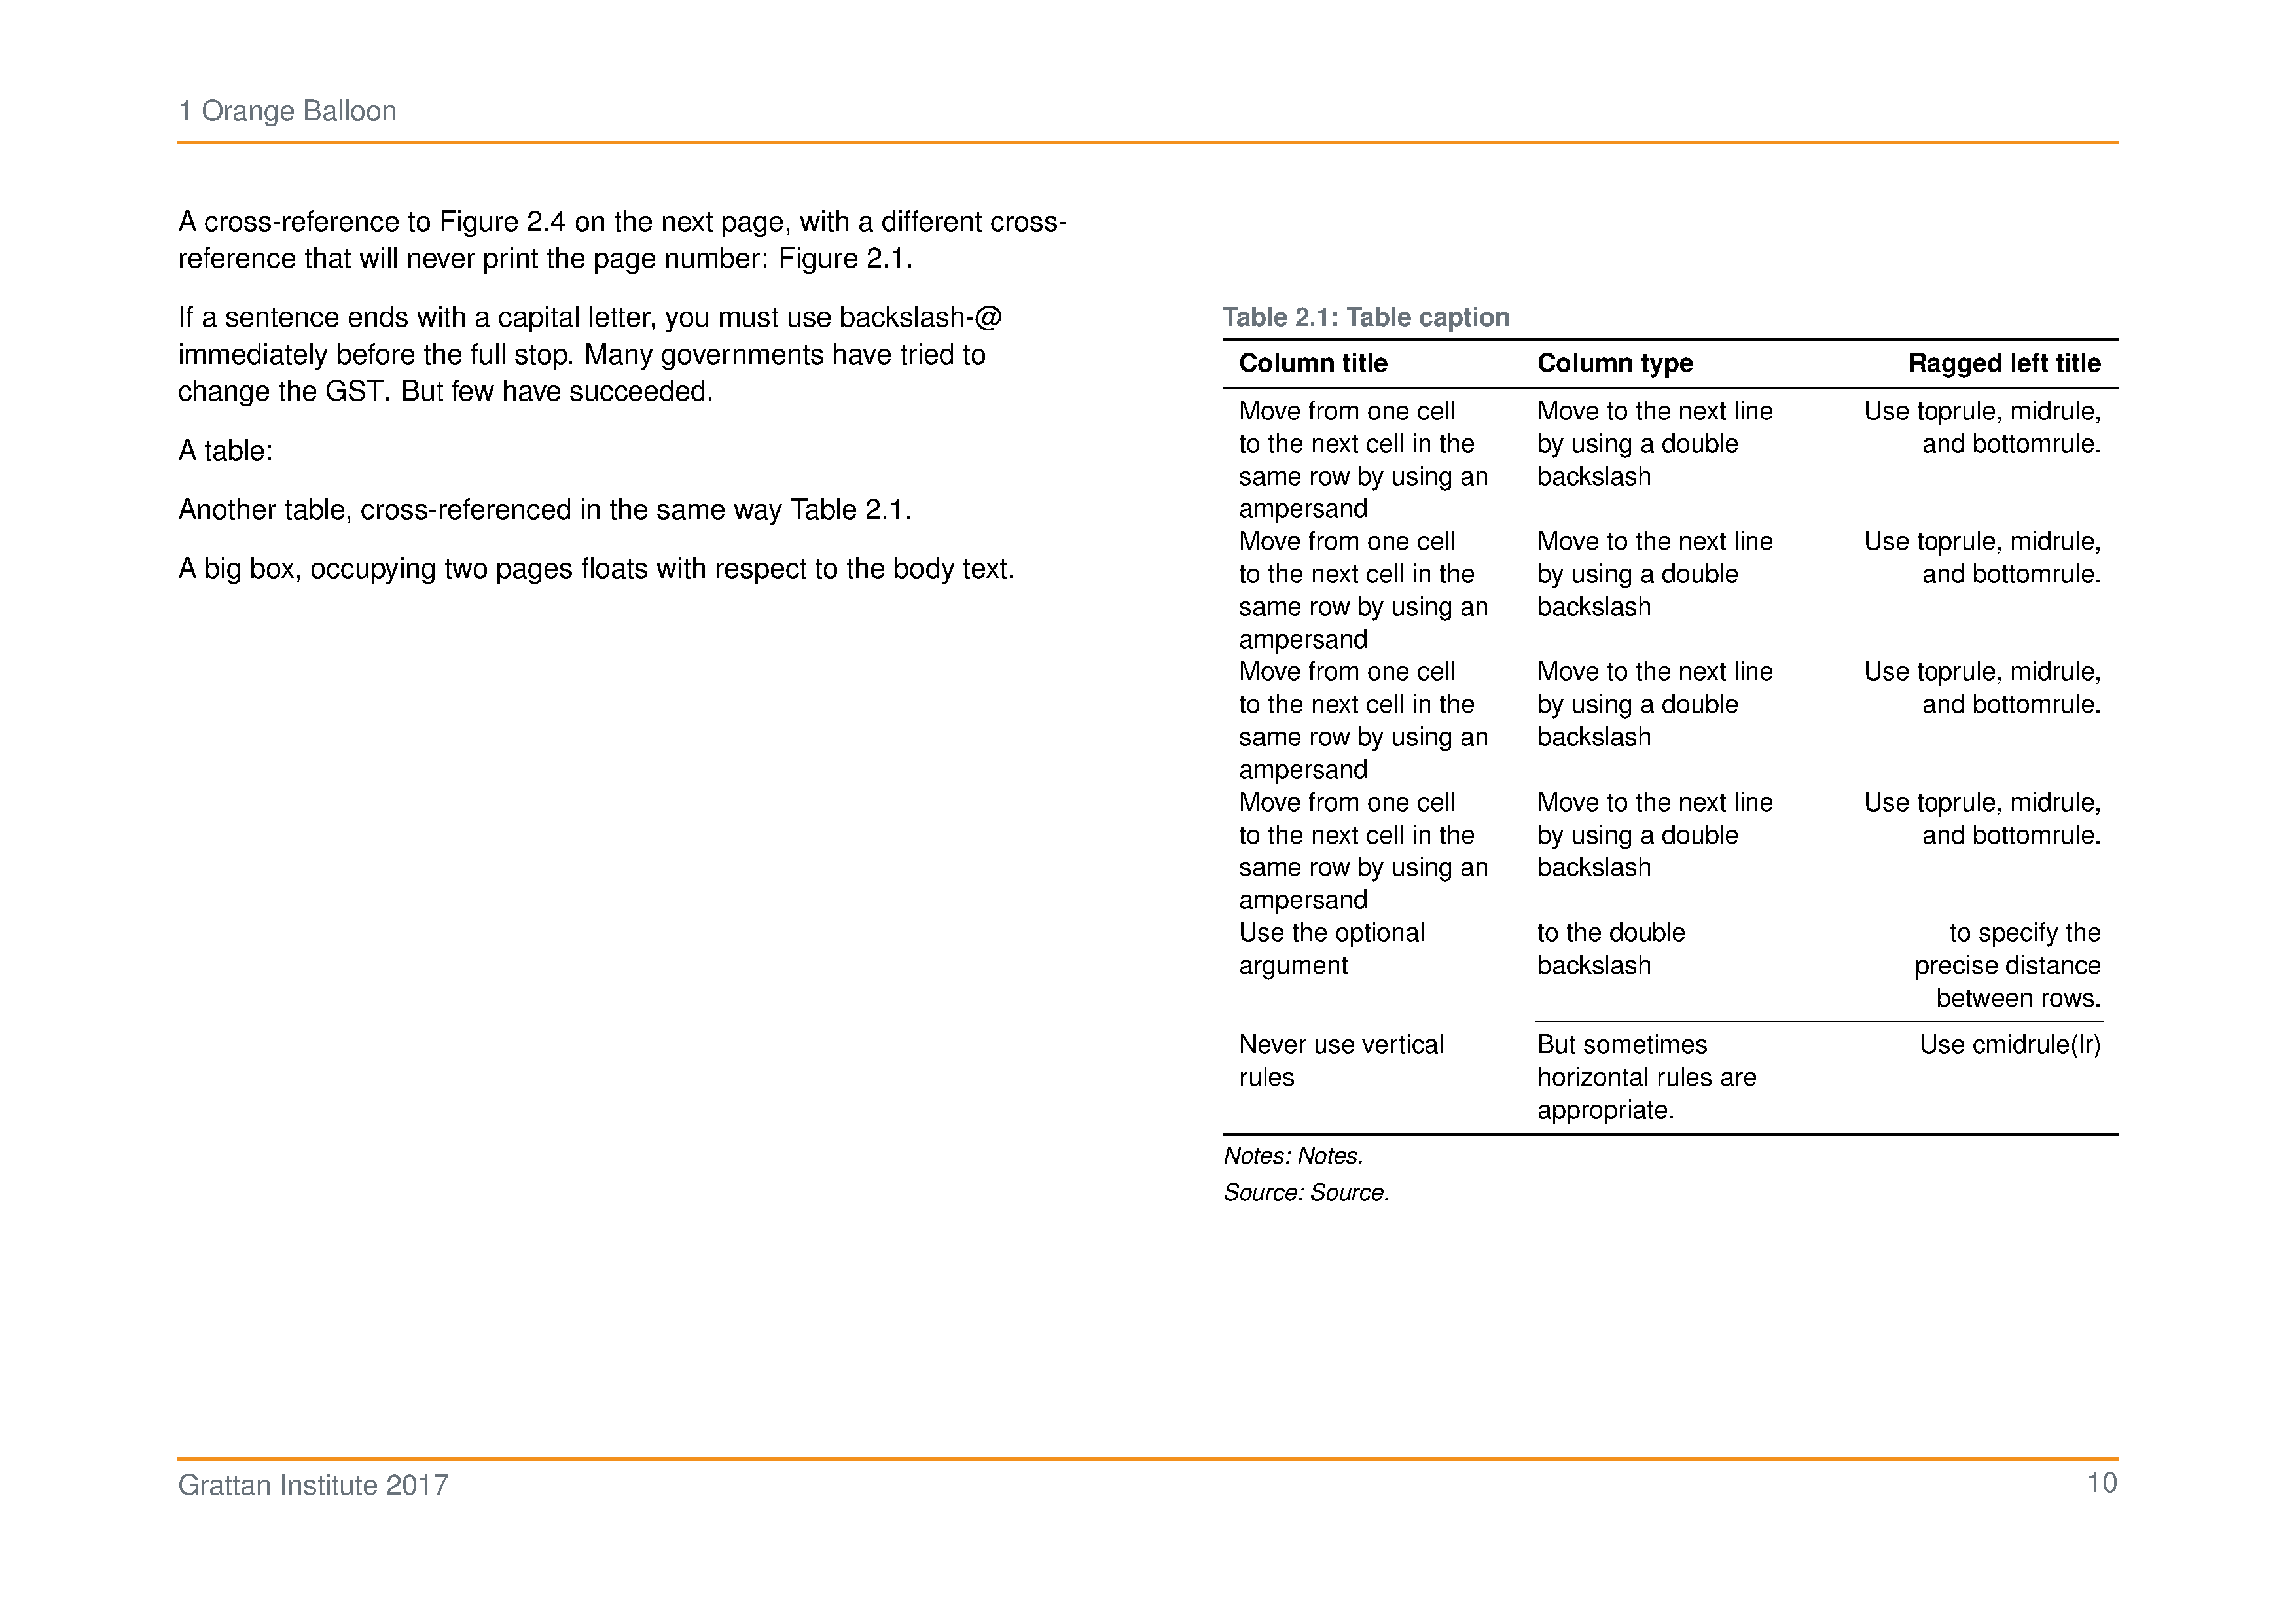 1 Orange Balloon
A cross-reference to Figure 2.4 on the next page, with a different cross-
reference that will never print the page number: Figure 2.1.
If a sentence ends with a capital letter, you must use backslash-@
immediately before the full stop. Many governments have tried to
change the GST. But few have succeeded.
A table:
Another table, cross-referenced in the same way Table 2.1.
A big box, occupying two pages floats with respect to the body text.
Table 2.1: Table caption
Column title Column type Ragged left title
Move from one cell Move to the next line Use toprule, midrule,
to the next cell in the by using a double and bottomrule.
same row by using an backslash
ampersand
Move from one cell Move to the next line Use toprule, midrule,
to the next cell in the by using a double and bottomrule.
same row by using an backslash
ampersand
Move from one cell Move to the next line Use toprule, midrule,
to the next cell in the by using a double and bottomrule.
same row by using an backslash
ampersand
Move from one cell Move to the next line Use toprule, midrule,
to the next cell in the by using a double and bottomrule.
same row by using an backslash
ampersand
Use the optional to the double to specify the
argument backslash precise distance
between rows.
Never use vertical But sometimes Use cmidrule(lr)
rules horizontal rules are
appropriate.
Notes: Notes.
Source: Source.
Grattan Institute 2017
10